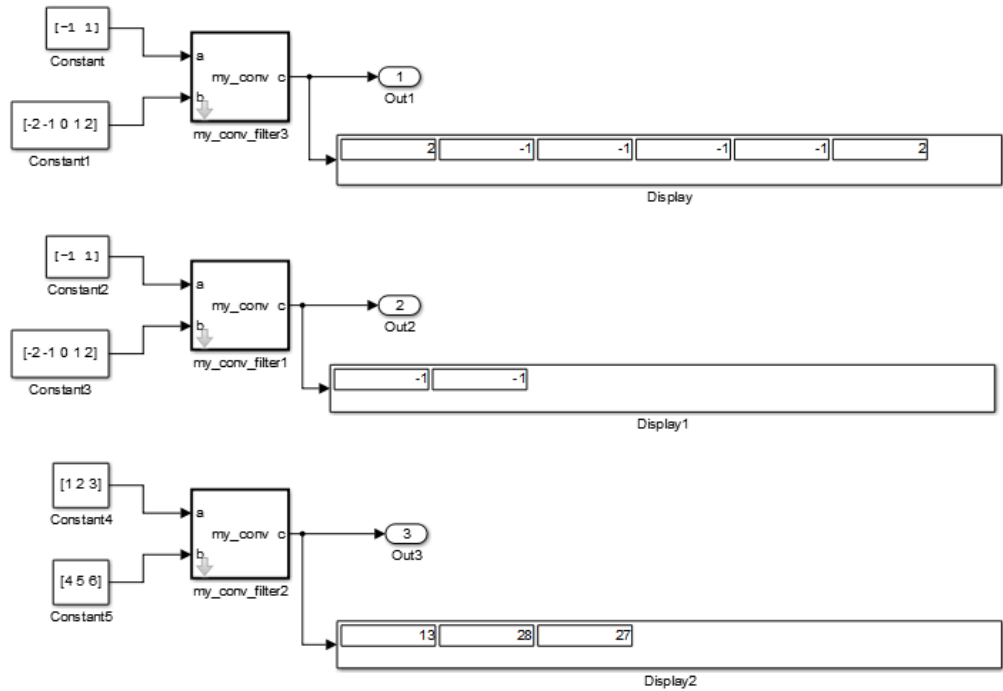 [-1 1]
Constant
a
my_conv c
b
my_conv_filter3
1
Out1
[-2 -1 0 1 2]
Constant1
2 -1 -1 -1 -1 2
Display
[-1 1]
Constant2
a
my_conv c
b
my_conv_filter1
2
Out2
[-2 -1 0 1 2]
Constant3
-1 -1
Display1
[1 2 3]
Constant4
a
my_conv c
b
my_conv_filter2
3
Out3
[4 5 6]
Constant5
13 28 27
Display2